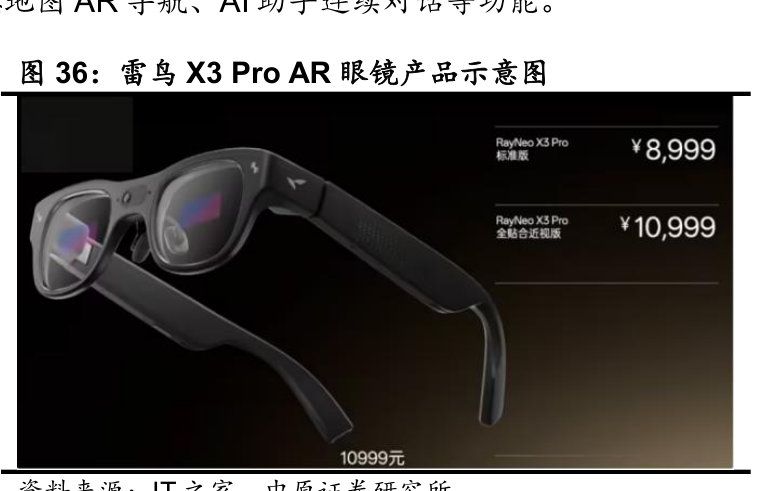 地图 AR 导航、AI 助手连续对话等功能。
图 36：雷鸟 X3 Pro AR 眼镜产品示意图
RayNeo X3 Pro
标准版
￥8,999
RayNeo X3 Pro
全贴合近视版
￥10,999
10999元
资料来源：IT之家，中原证券研究所